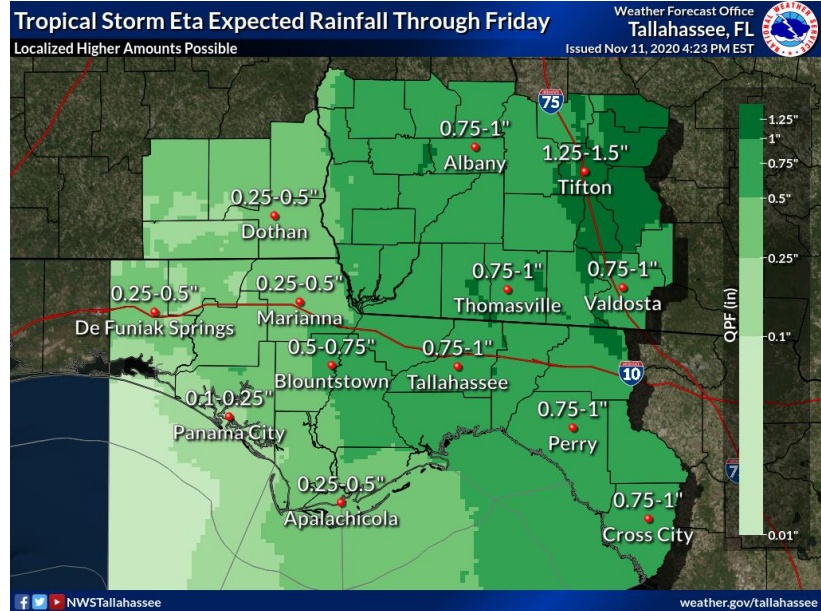 Tropical Storm Eta Expected Rainfall Through Friday
Localized Higher Amounts Possible
Weather Forecast Office
Tallahassee, FL
Issued Nov 11, 2020 4:23 PM EST
NATIONAL WEATHER SERVICE
75
0.75-1"
Albany
1.25-1.5"
Tifton
0.25-0.5"
Dothan
0.25-0.5"
De Funiak Springs
0.25-0.5"
Marianna
0.75-1"
Thomasville
0.75-1"
Valdosta
0.5-0.75"
Blountstown
0.75-1"
Tallahassee
10
0.1-0.25"
Panama City
0.75-1"
Perry
0.25-0.5"
Apalachicola
0.75-1"
Cross City
QPF (in)
1.25"
1"
0.75"
0.5"
0.25"
0.1"
0.01"
NWSTallahassee
weather.gov/tallahassee